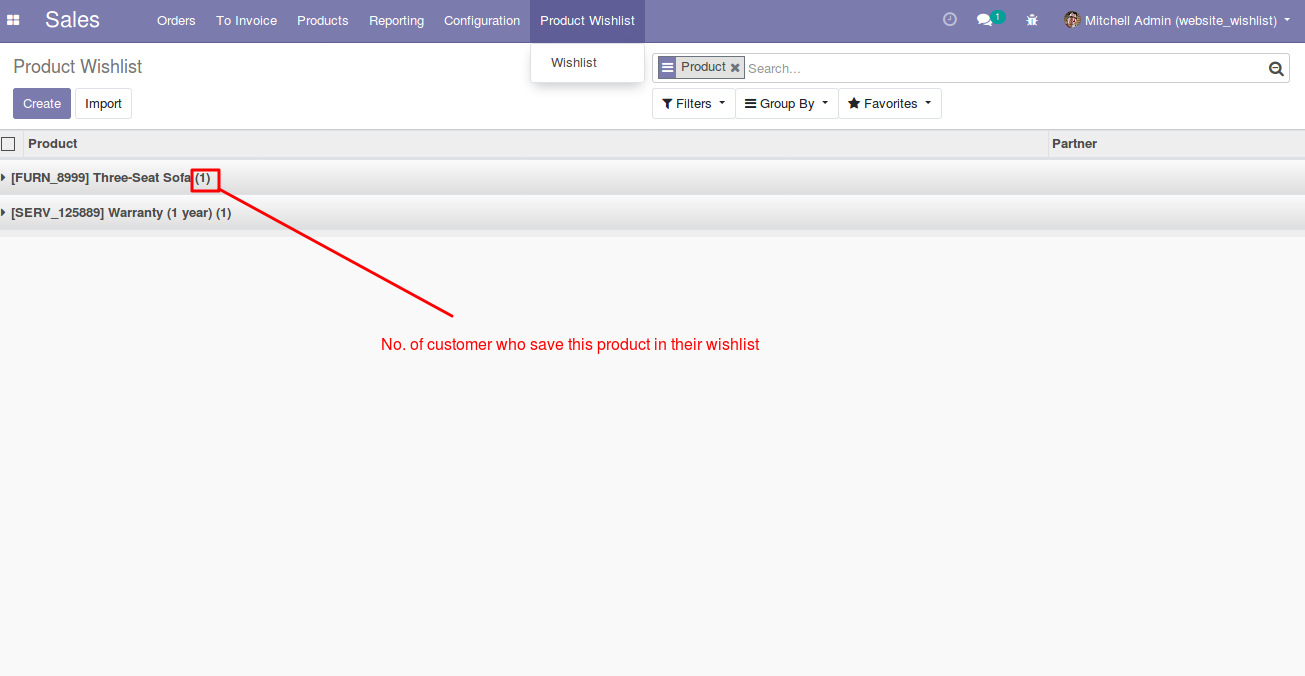 Sales Orders To Invoice Products Reporting Configuration Product Wishlist 1 Mitchell Admin (website_wishlist)
Wishlist
Product Wishlist
Product Search...
Create Import Filters Group By Favorites
Product Partner
[FURN_8999] Three-Seat Sofa (1)
[SERV_125889] Warranty (1 year) (1)
No. of customer who save this product in their wishlist